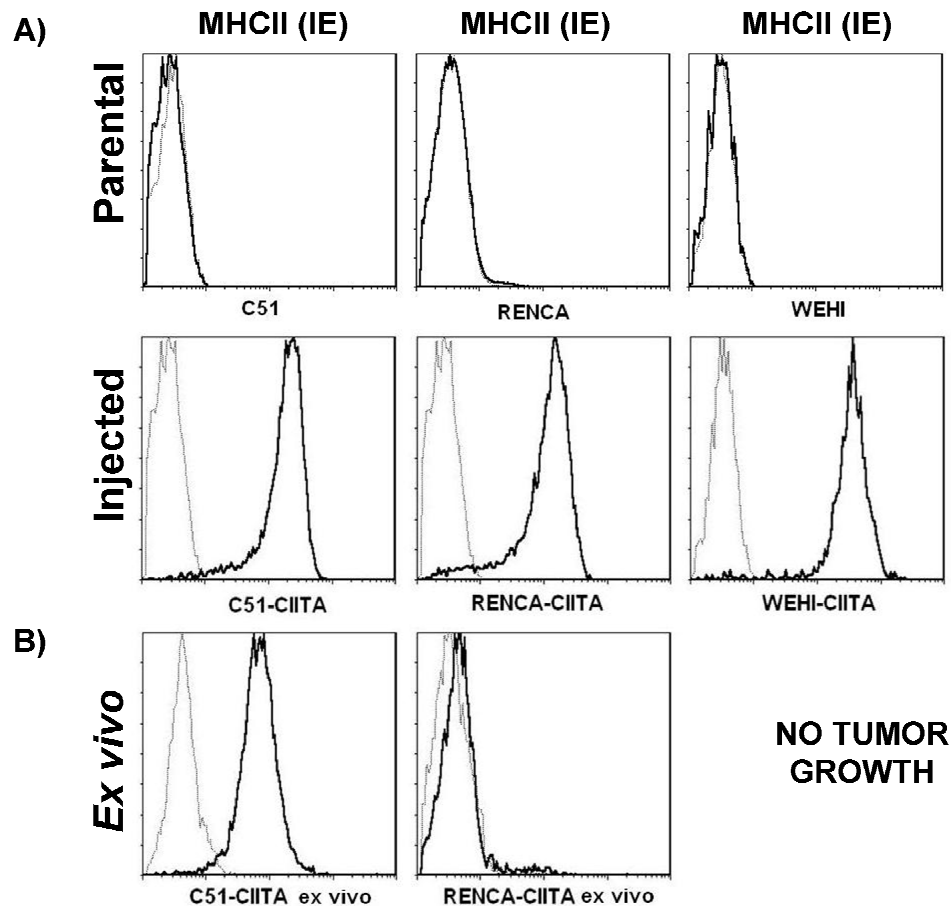 A)
MHCII (IE)
MHCII (IE)
MHCII (IE)
Parental
C51
RENCA
WEHI
Injected
C51-CIITA
RENCA-CIITA
WEHI-CIITA
B)
Ex vivo
NO TUMOR
GROWTH
C51-CIITA ex vivo
RENCA-CIITA ex vivo